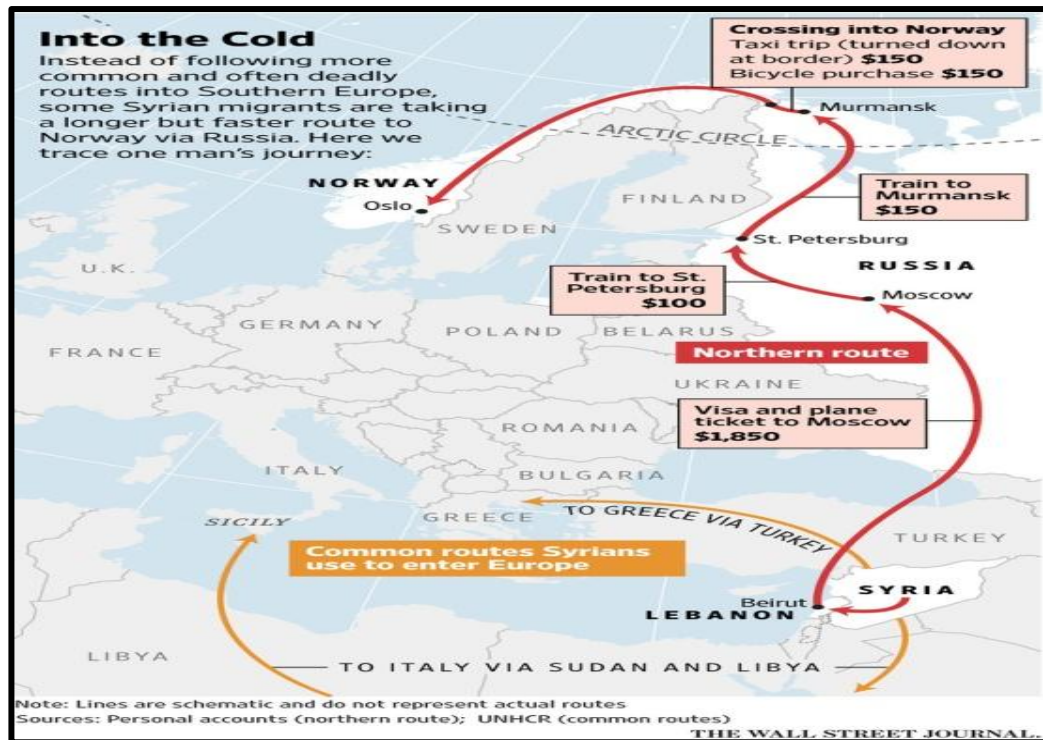 Into the Cold
Instead of following more
common and often deadly
routes into Southern Europe,
some Syrian migrants are taking
a longer but faster route to
Norway via Russia. Here we
trace one man's journey:
Crossing into Norway
Taxi trip (turned down
at border) $150
Bicycle purchase $150
Murmansk
ARCTIC CIRCLE
NORWAY
Oslo
FINLAND
SWEDEN
Train to
Murmansk
$150
St. Petersburg
U.K.
RUSSIA
Train to St.
Petersburg
$100
Moscow
GERMANY
POLAND
BELARUS
FRANCE
Northern route
UKRAINE
Visa and plane
ticket to Moscow
$1,850
ROMANIA
ITALY
BULGARIA
SICILY
GREECE
TO GREECE VIA TURKEY
TURKEY
Common routes Syrians
use to enter Europe
SYRIA
Beirut
LEBANON
LIBYA
TO ITALY VIA SUDAN AND LIBYA
Note: Lines are schematic and do not represent actual routes
Sources: Personal accounts (northern route); UNHCR (common routes)
THE WALL STREET JOURNAL.